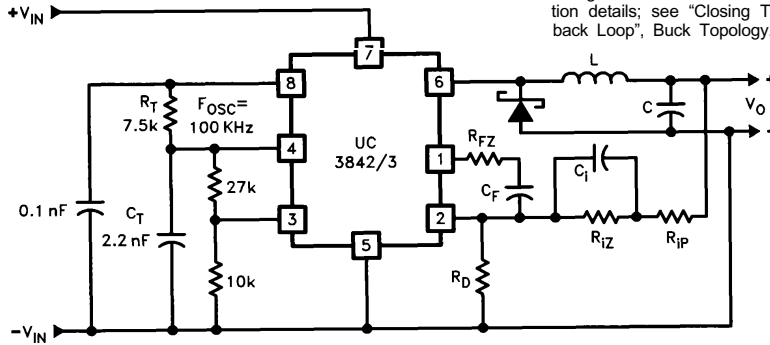 tion details; see “Closing T
back Loop”, Buck Topology.
+VIN
7
8
6
L
+
RT
7.5k
FOSC=
100 KHz
C
VO
−
UC
3842/3
4
1
RFZ
Ci
27k
CF
0.1 nF
CT
2.2 nF
3
2
RiZ
RiP
5
10k
RD
−VIN